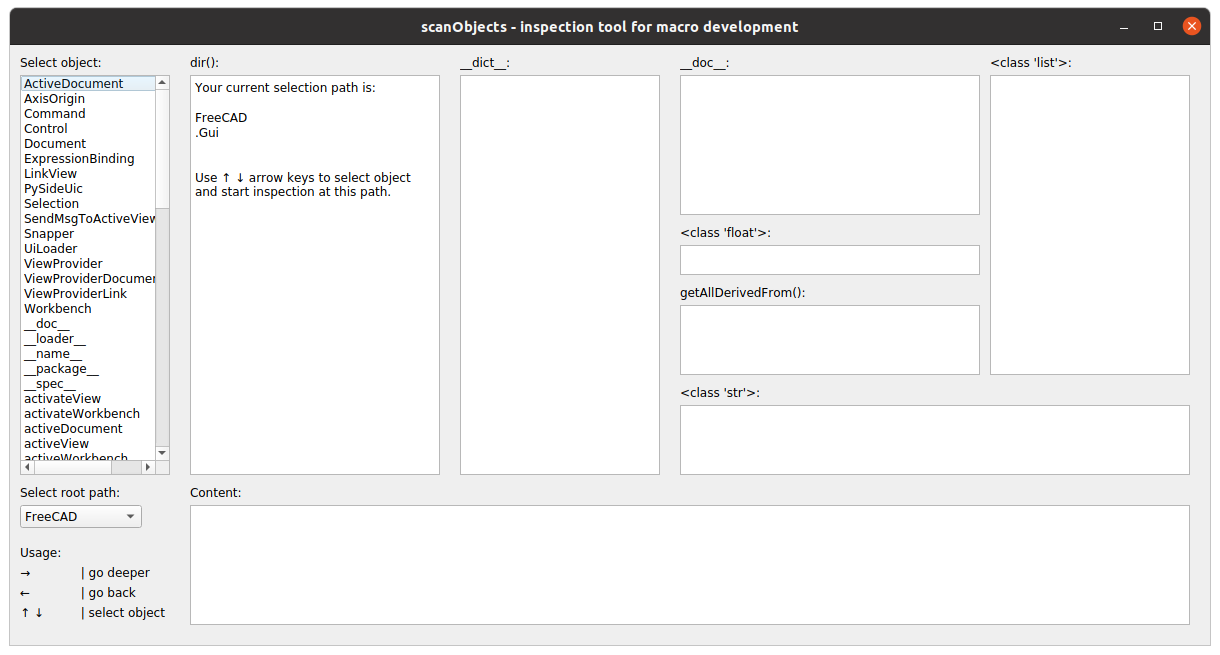 scanObjects - inspection tool for macro development
Select object:
ActiveDocument
AxisOrigin
Command
Control
Document
ExpressionBinding
LinkView
PySideUic
Selection
SendMsgToActiveView
Snapper
UiLoader
ViewProvider
ViewProviderDocumen
ViewProviderLink
Workbench
__doc__
__loader__
__name__
__package__
__spec__
activateView
activateWorkbench
activeDocument
activeView
activeWorkbench
dir():
Your current selection path is:
FreeCAD
.Gui
Use ↑ ↓ arrow keys to select object
and start inspection at this path.
__dict__:
__doc__:
<class 'float'>:
getAllDerivedFrom():
<class 'str'>:
<class 'list'>:
Select root path:
FreeCAD
Usage:
→ | go deeper
← | go back
↑ ↓ | select object
Content: